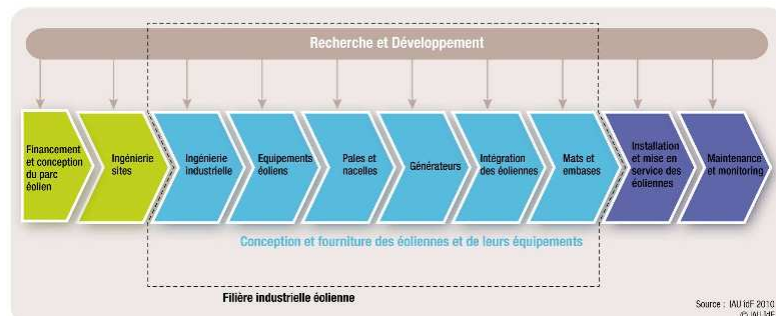 Recherche et Développement
Financement
et conception
du parc
éolien
Ingénierie
sites
Ingénierie
industrielle
Equipements
éoliens
Pales et
nacelles
Générateurs
Intégration
des éoliennes
Mats et
embases
Installation
et mise en
service des
éoliennes
Maintenance
et monitoring
Conception et fourniture des éoliennes et de leurs équipements
Filière industrielle éolienne
Source : IAU îdF 2010
© IAU îdF